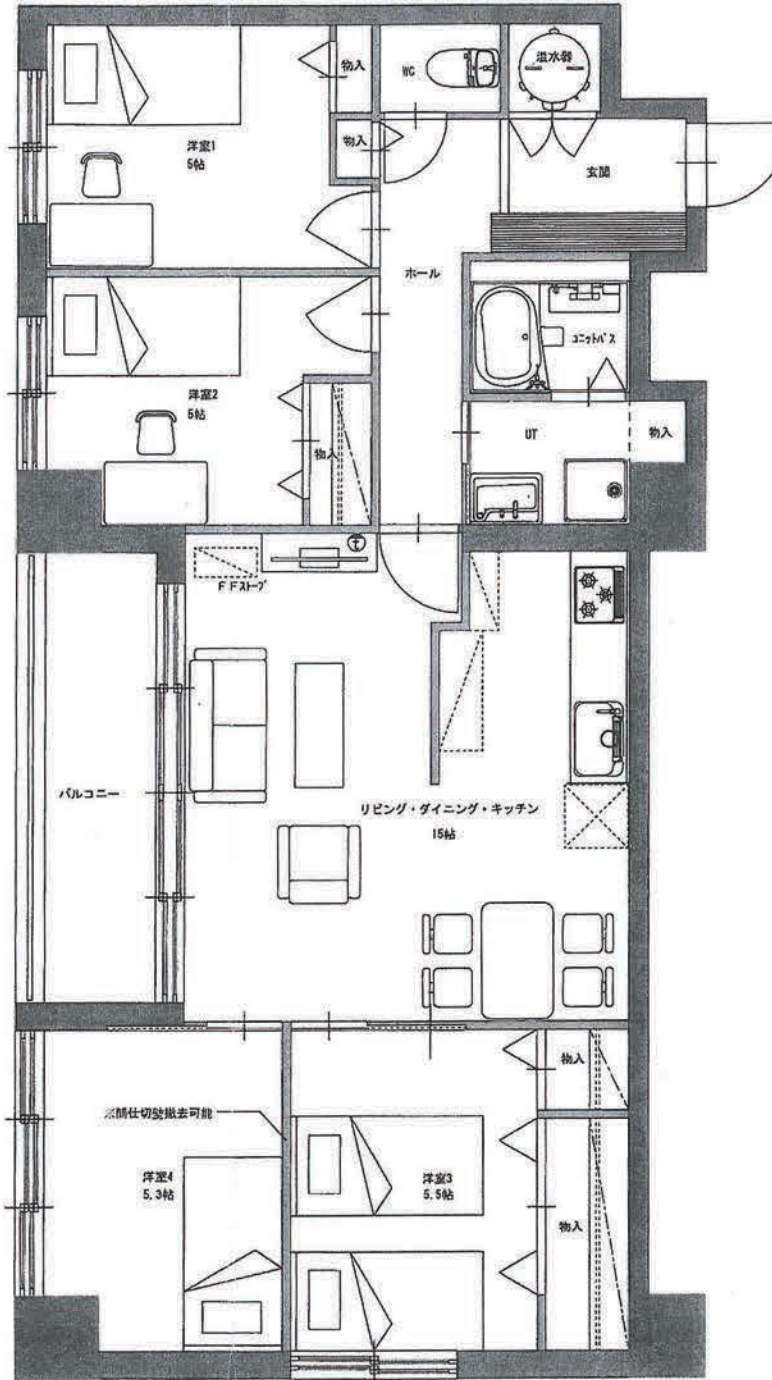 物入
WC
温水器
洋室1
5帖
物入
玄関
ホール
ユニットバス
洋室2
5帖
物入
UT
物入
FFストーブ
バルコニー
リビング・ダイニング・キッチン
15帖
物入
※間仕切壁撤去可能
洋室4
5.3帖
洋室3
5.5帖
物入